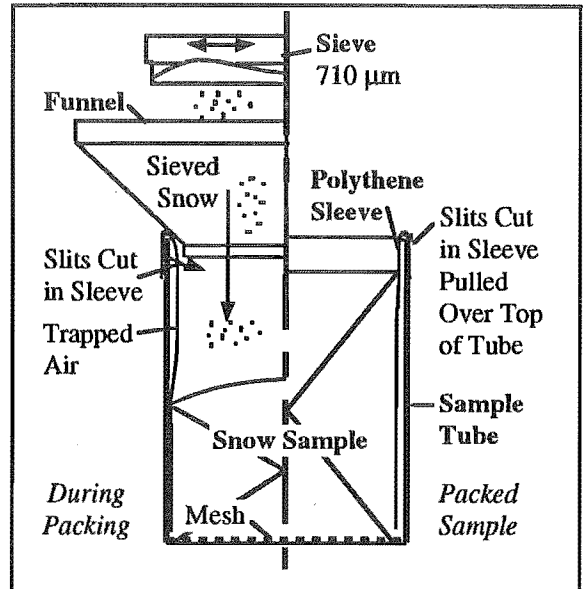 Sieve
710 µm
Funnel
Sieved
Snow
Polythene
Sleeve
Slits Cut
in Sleeve
Pulled
Over Top
of Tube
Slits Cut
in Sleeve
Trapped
Air
Sample
Tube
Snow Sample
During
Packing
Mesh
Packed
Sample